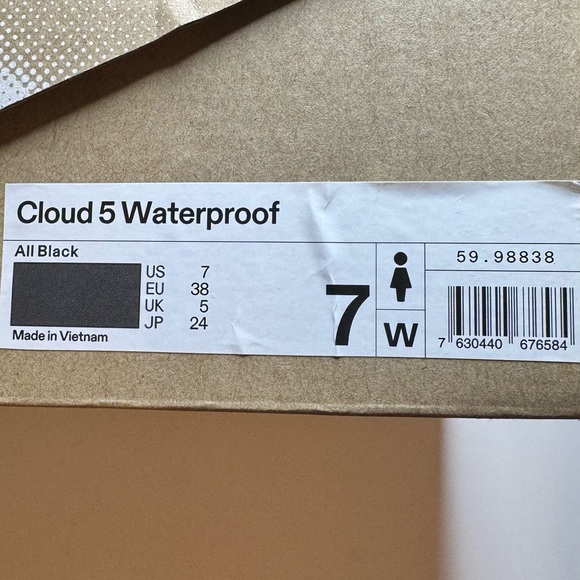 Cloud 5 Waterproof
All Black
US 7
EU 38
UK 5
JP 24
Made in Vietnam
7
W
59.98838
7 630440 676584